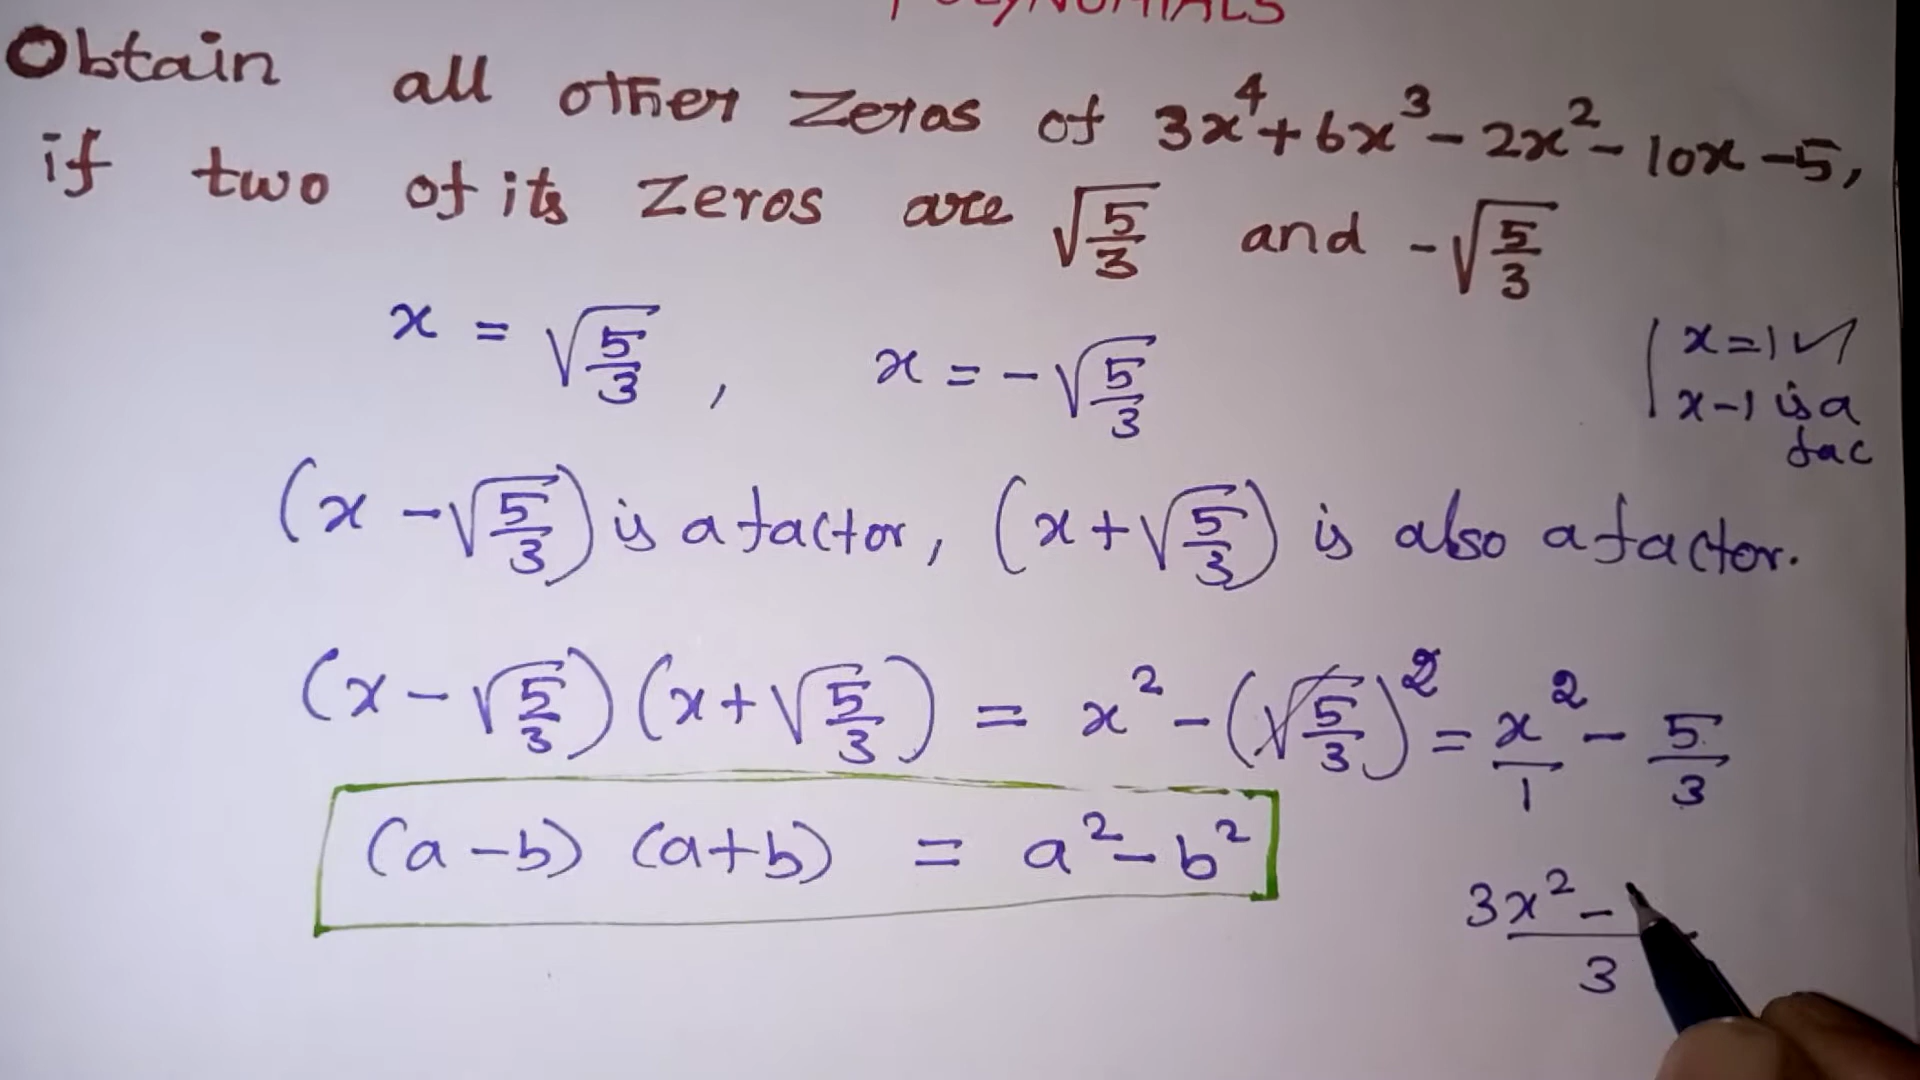 POLYNOMIALS
Obtain all other zeros of 3x⁴+6x³-2x²-10x-5,
if two of its zeros are √5/3 and -√5/3
x = √5/3, x = -√5/3
x=1 ✓
x-1 is a
fac
(x-√5/3) is a factor, (x+√5/3) is also a factor.
(x-√5/3)(x+√5/3) = x²-(√5/3)² = x²/1 - 5/3
(a-b) (a+b) = a²-b²
3x²-
3